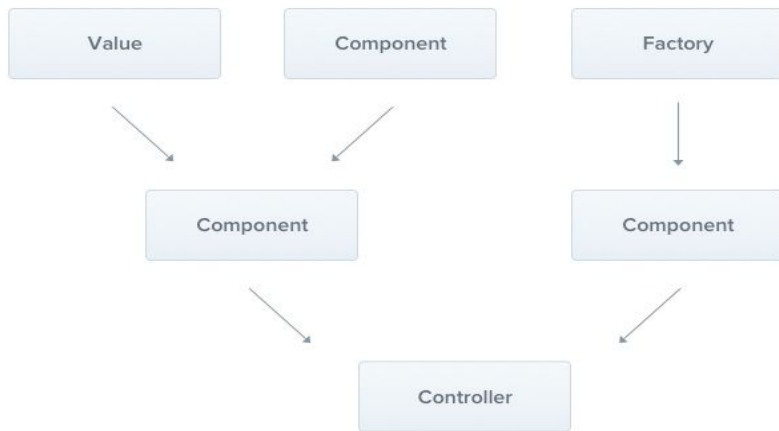 Value
Component
Factory
Component
Component
Controller